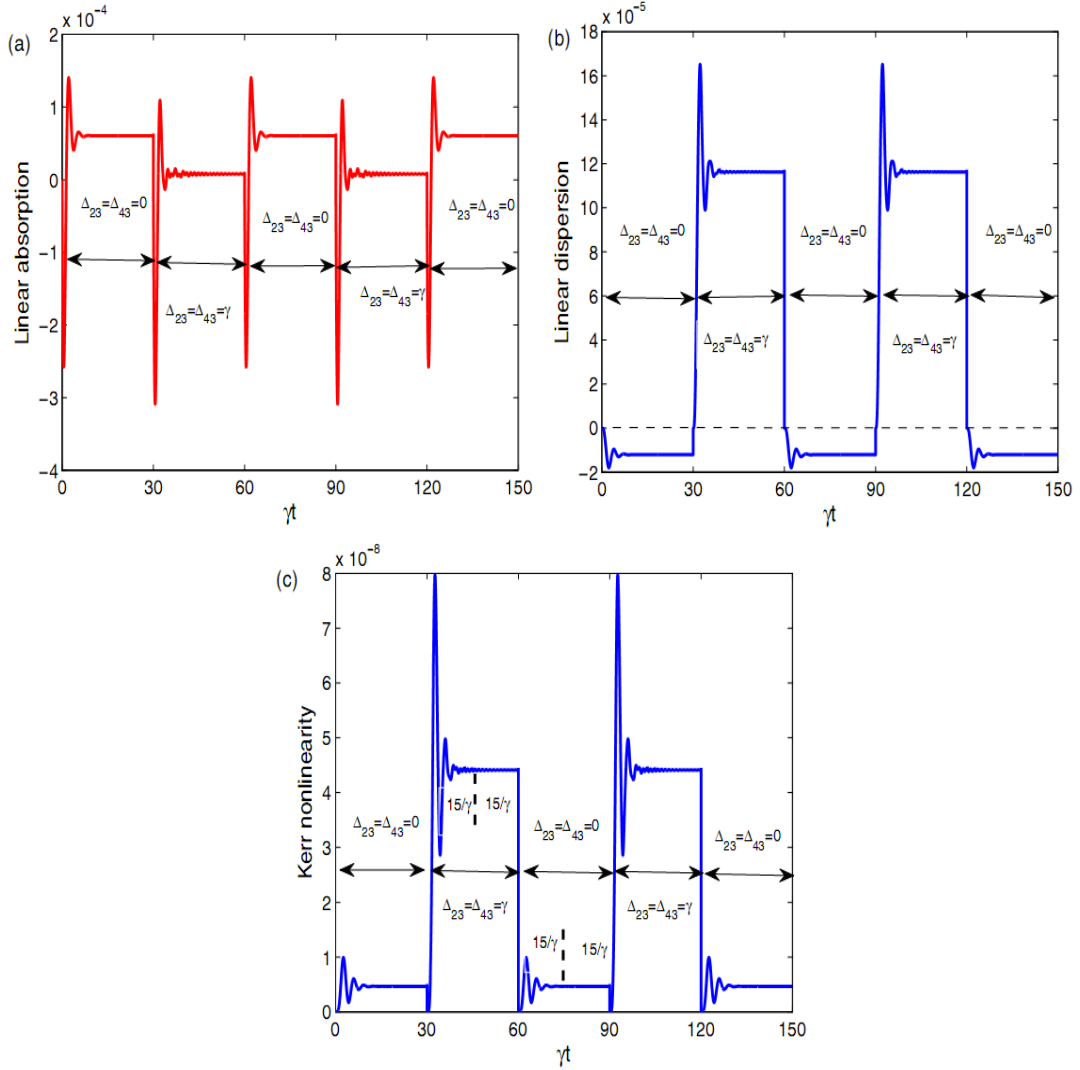 (a)
x 10⁻⁴
2
1
0
−1
−2
−3
−4
Linear absorption
Δ₂₃=Δ₄₃=0
Δ₂₃=Δ₄₃=0
Δ₂₃=Δ₄₃=0
Δ₂₃=Δ₄₃=γ
Δ₂₃=Δ₄₃=γ
0 30 60 90 120 150
γt
(b)
x 10⁻⁵
18
16
14
12
10
8
6
4
2
0
−2
Linear dispersion
Δ₂₃=Δ₄₃=0
Δ₂₃=Δ₄₃=0
Δ₂₃=Δ₄₃=0
Δ₂₃=Δ₄₃=γ
Δ₂₃=Δ₄₃=γ
0 30 60 90 120 150
γt
(c)
x 10⁻⁸
8
7
6
5
4
3
2
1
0
Kerr nonlinearity
15/γ 15/γ
Δ₂₃=Δ₄₃=0
Δ₂₃=Δ₄₃=0
Δ₂₃=Δ₄₃=0
Δ₂₃=Δ₄₃=γ
Δ₂₃=Δ₄₃=γ
15/γ 15/γ
0 30 60 90 120 150
γt